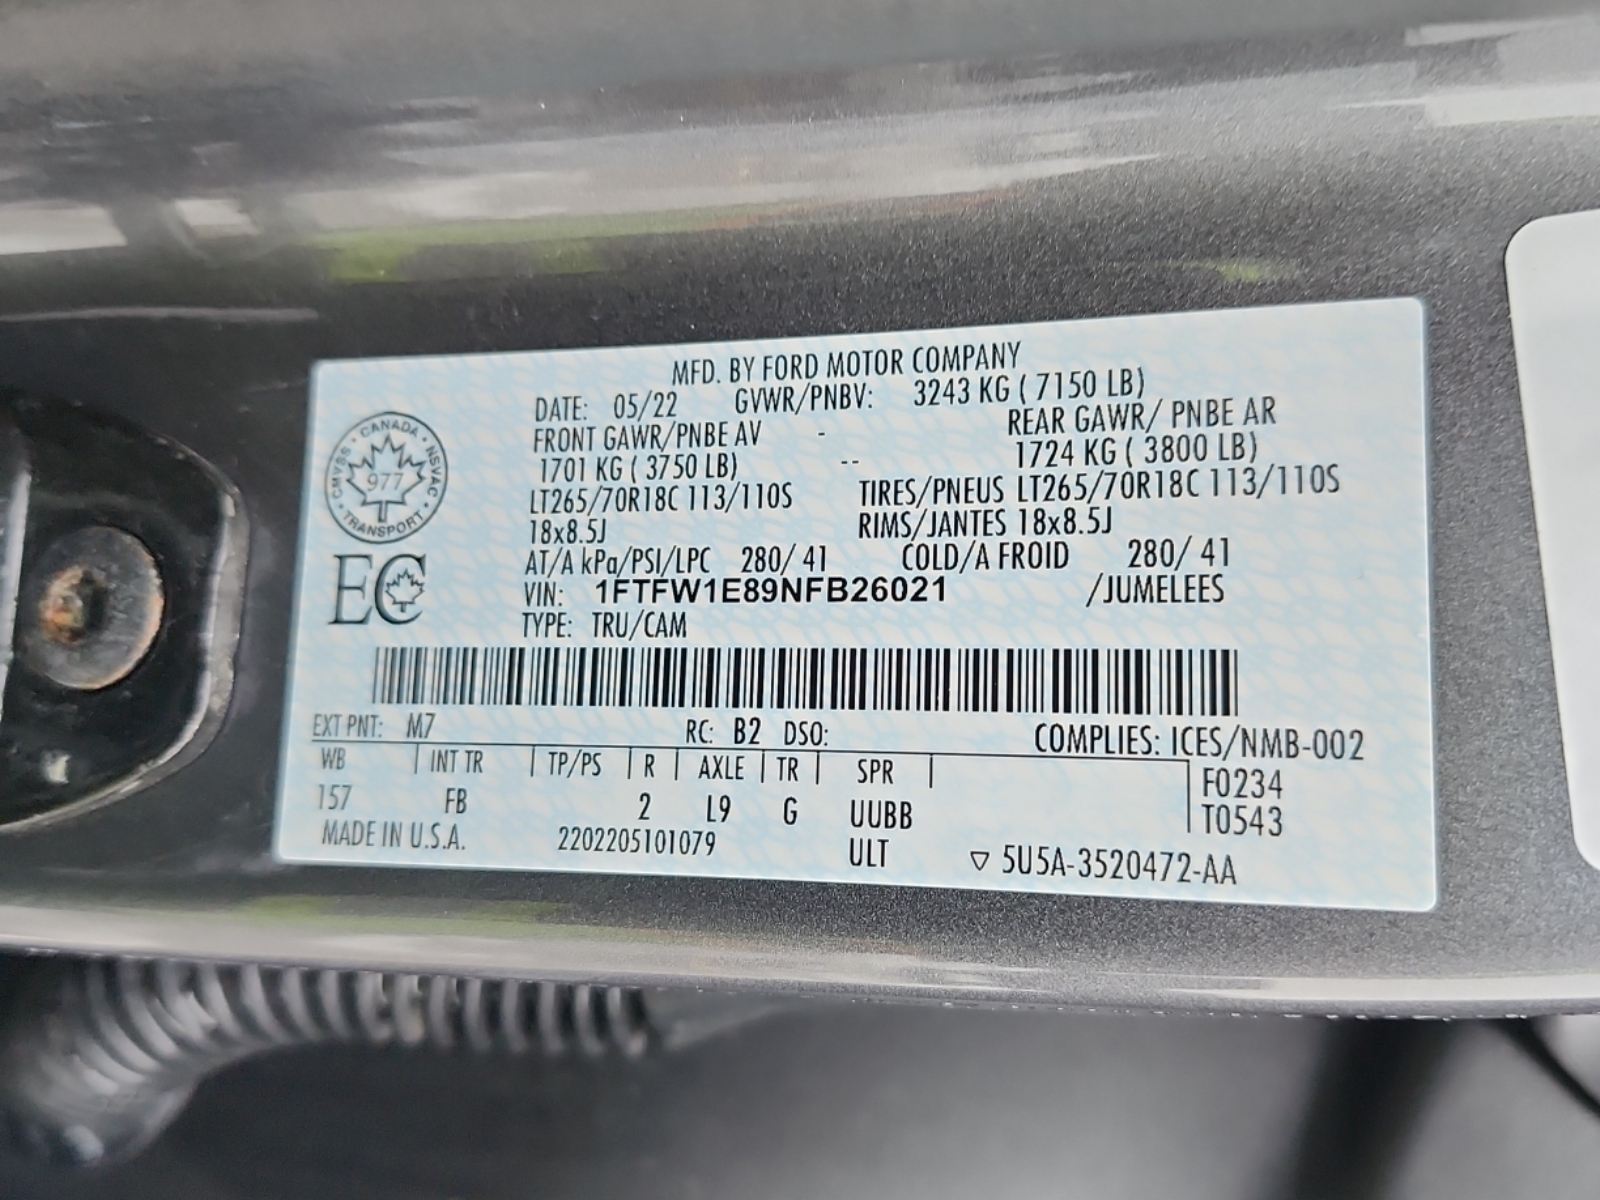 MFD. BY FORD MOTOR COMPANY
DATE: 05/22 GVWR/PNBV: 3243 KG ( 7150 LB)
FRONT GAWR/PNBE AV - REAR GAWR/ PNBE AR
1701 KG ( 3750 LB) -- 1724 KG ( 3800 LB)
LT265/70R18C 113/110S TIRES/PNEUS LT265/70R18C 113/110S
18x8.5J RIMS/JANTES 18x8.5J
AT/A kPa/PSI/LPC 280/ 41 COLD/A FROID 280/ 41
VIN: 1FTFW1E89NFB26021 /JUMELEES
TYPE: TRU/CAM
CANADA
CMVSS NSVAC
977
TRANSPORT
EC
EXT PNT: M7 RC: B2 DSO: COMPLIES: ICES/NMB-002
WB | INT TR | TP/PS | R | AXLE | TR | SPR | F0234
157 FB 2 L9 G UUBB T0543
MADE IN U.S.A. 2202205101079 ULT ▽ 5U5A-3520472-AA